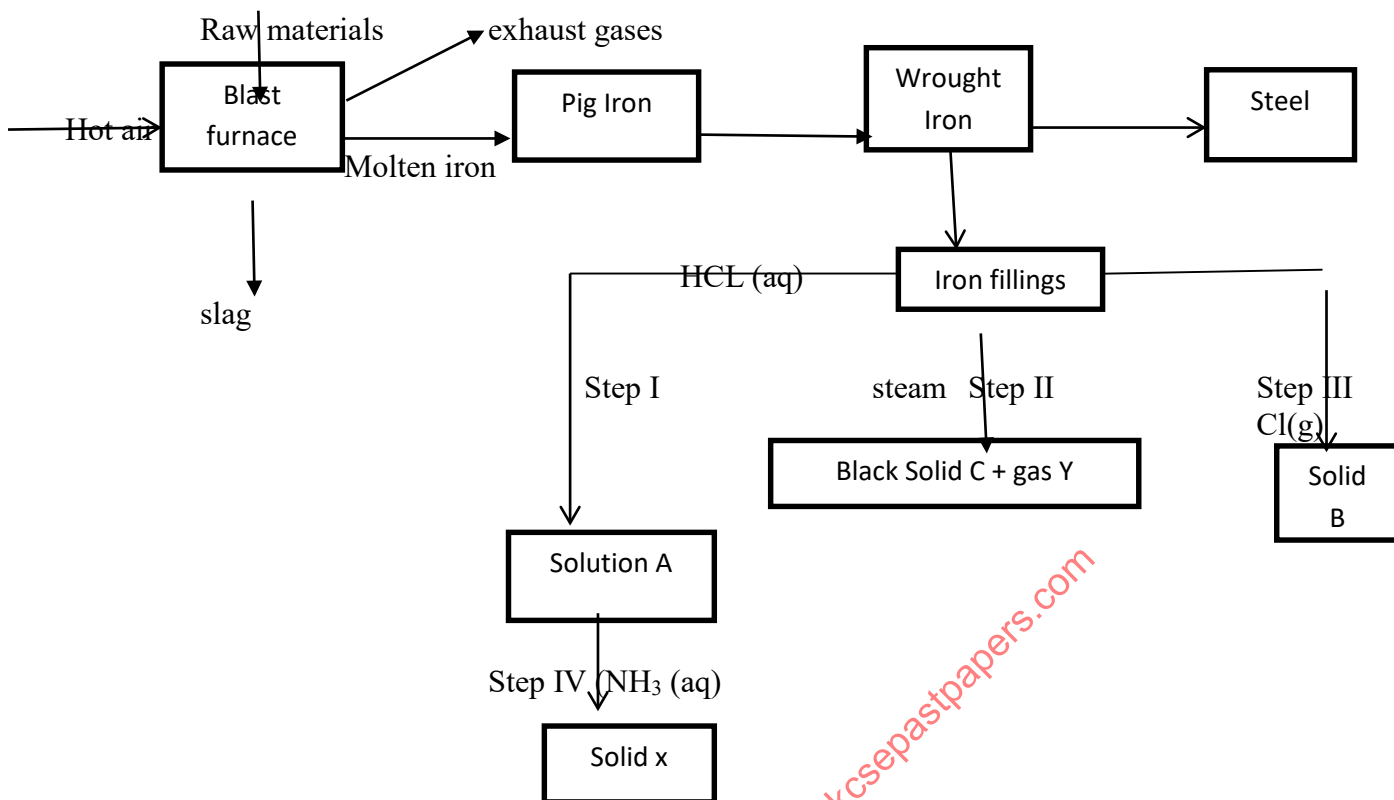 Raw materials
exhaust gases
Blast
furnace
Pig Iron
Wrought
Iron
Steel
Hot air
Molten iron
slag
HCL (aq)
Iron fillings
Step I
steam Step II
Step III
Cl(g)
Black Solid C + gas Y
Solid
B
Solution A
Step IV (NH₃ (aq)
Solid x
kcsepastpapers.com